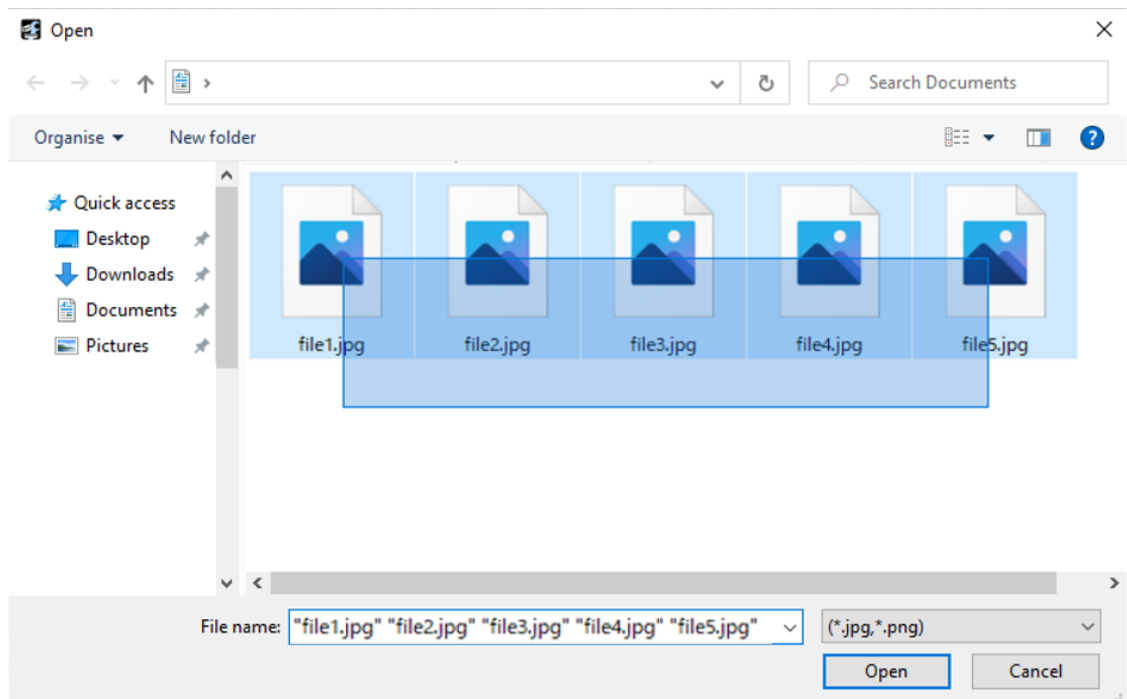 Open
Search Documents
Organise New folder ?
Quick access
Desktop
Downloads
Documents
Pictures
file1.jpg file2.jpg file3.jpg file4.jpg file5.jpg
File name: "file1.jpg" "file2.jpg" "file3.jpg" "file4.jpg" "file5.jpg" (*.jpg,*.png)
Open Cancel